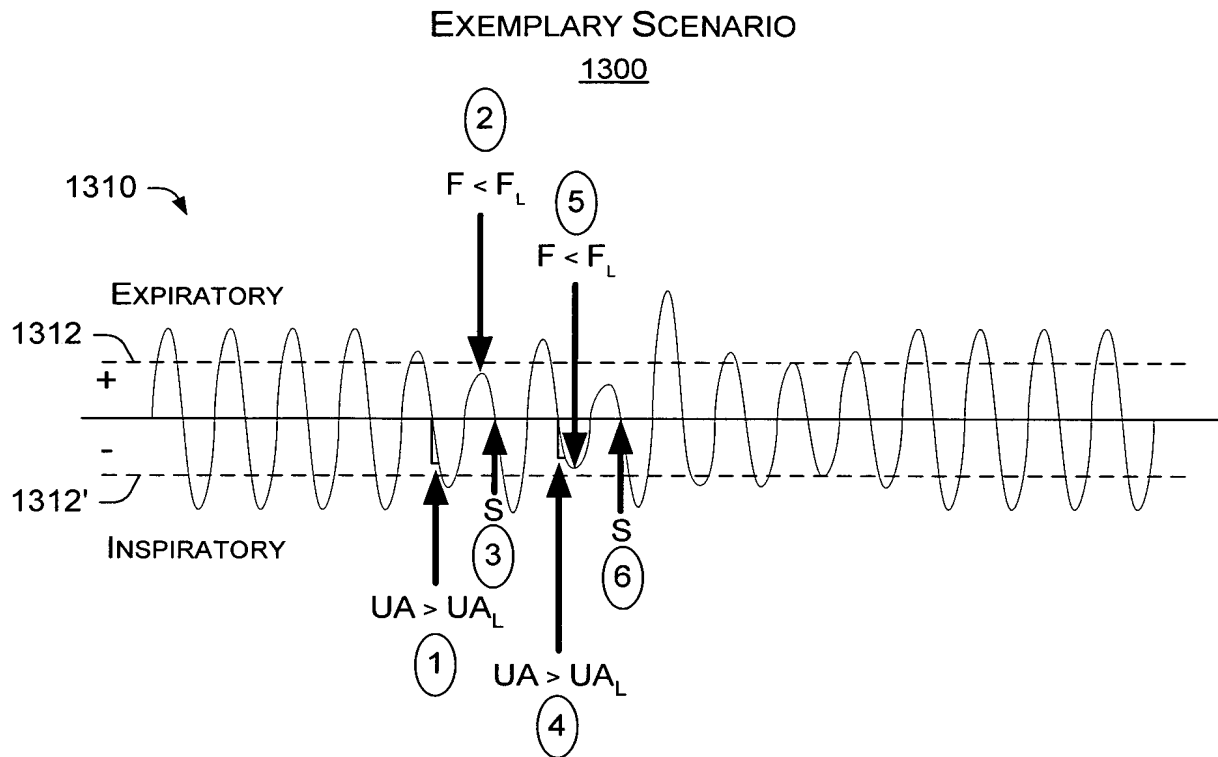 EXEMPLARY SCENARIO
1300
2
1310
F < FL
5
F < FL
EXPIRATORY
1312
+
-
1312'
INSPIRATORY
S
3
S
6
UA > UAL
1
UA > UAL
4